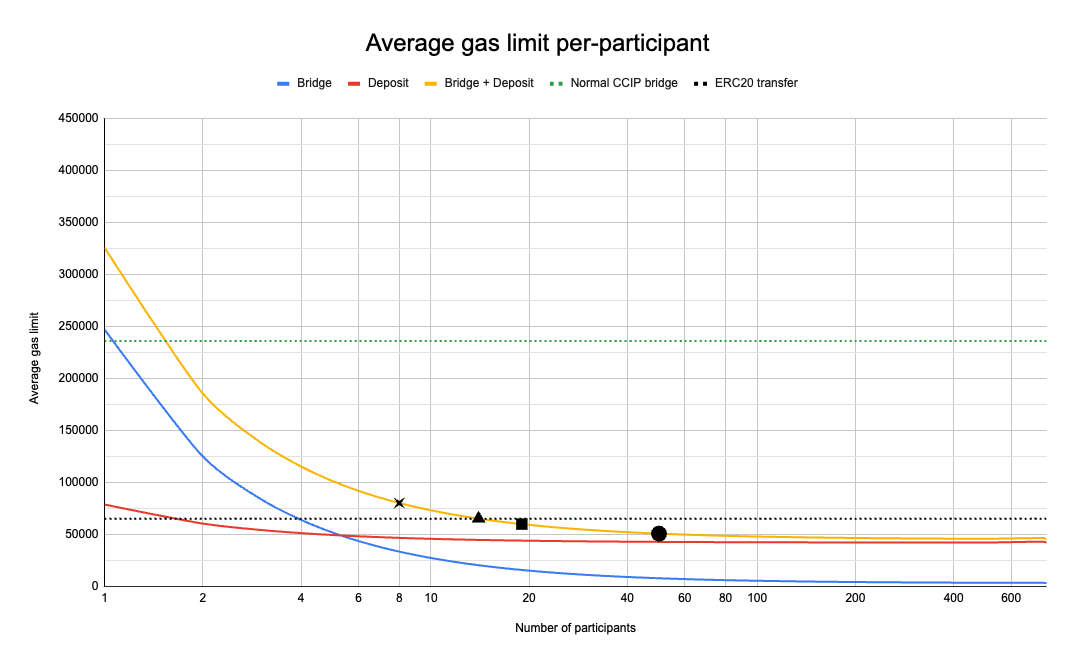 Average gas limit per-participant
Bridge Deposit Bridge + Deposit Normal CCIP bridge ERC20 transfer
450000
400000
350000
300000
250000
200000
150000
100000
50000
0
Average gas limit
1 2 4 6 8 10 20 40 60 80 100 200 400 600
Number of participants